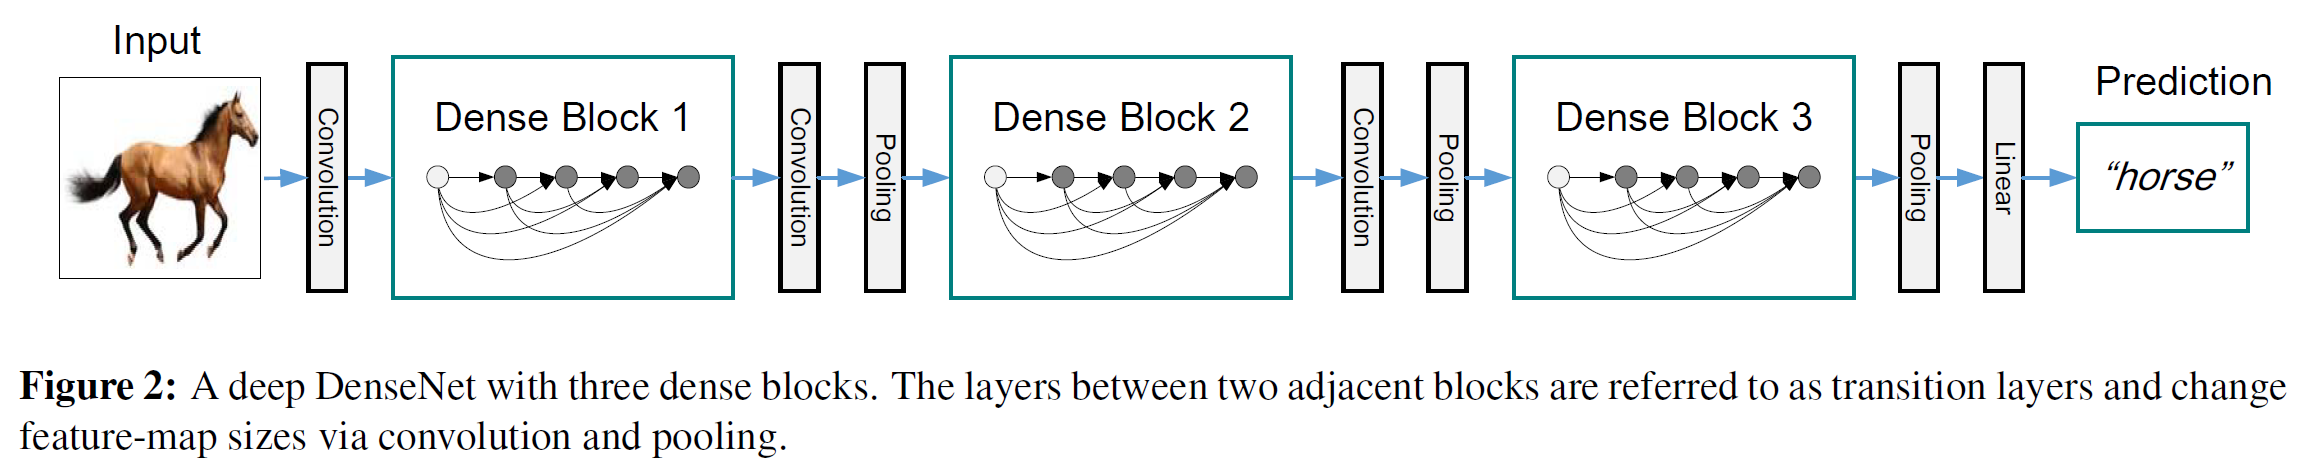 Input
Convolution
Dense Block 1
Convolution
Pooling
Dense Block 2
Convolution
Pooling
Dense Block 3
Pooling
Linear
Prediction
“horse”
Figure 2: A deep DenseNet with three dense blocks. The layers between two adjacent blocks are referred to as transition layers and change
feature-map sizes via convolution and pooling.